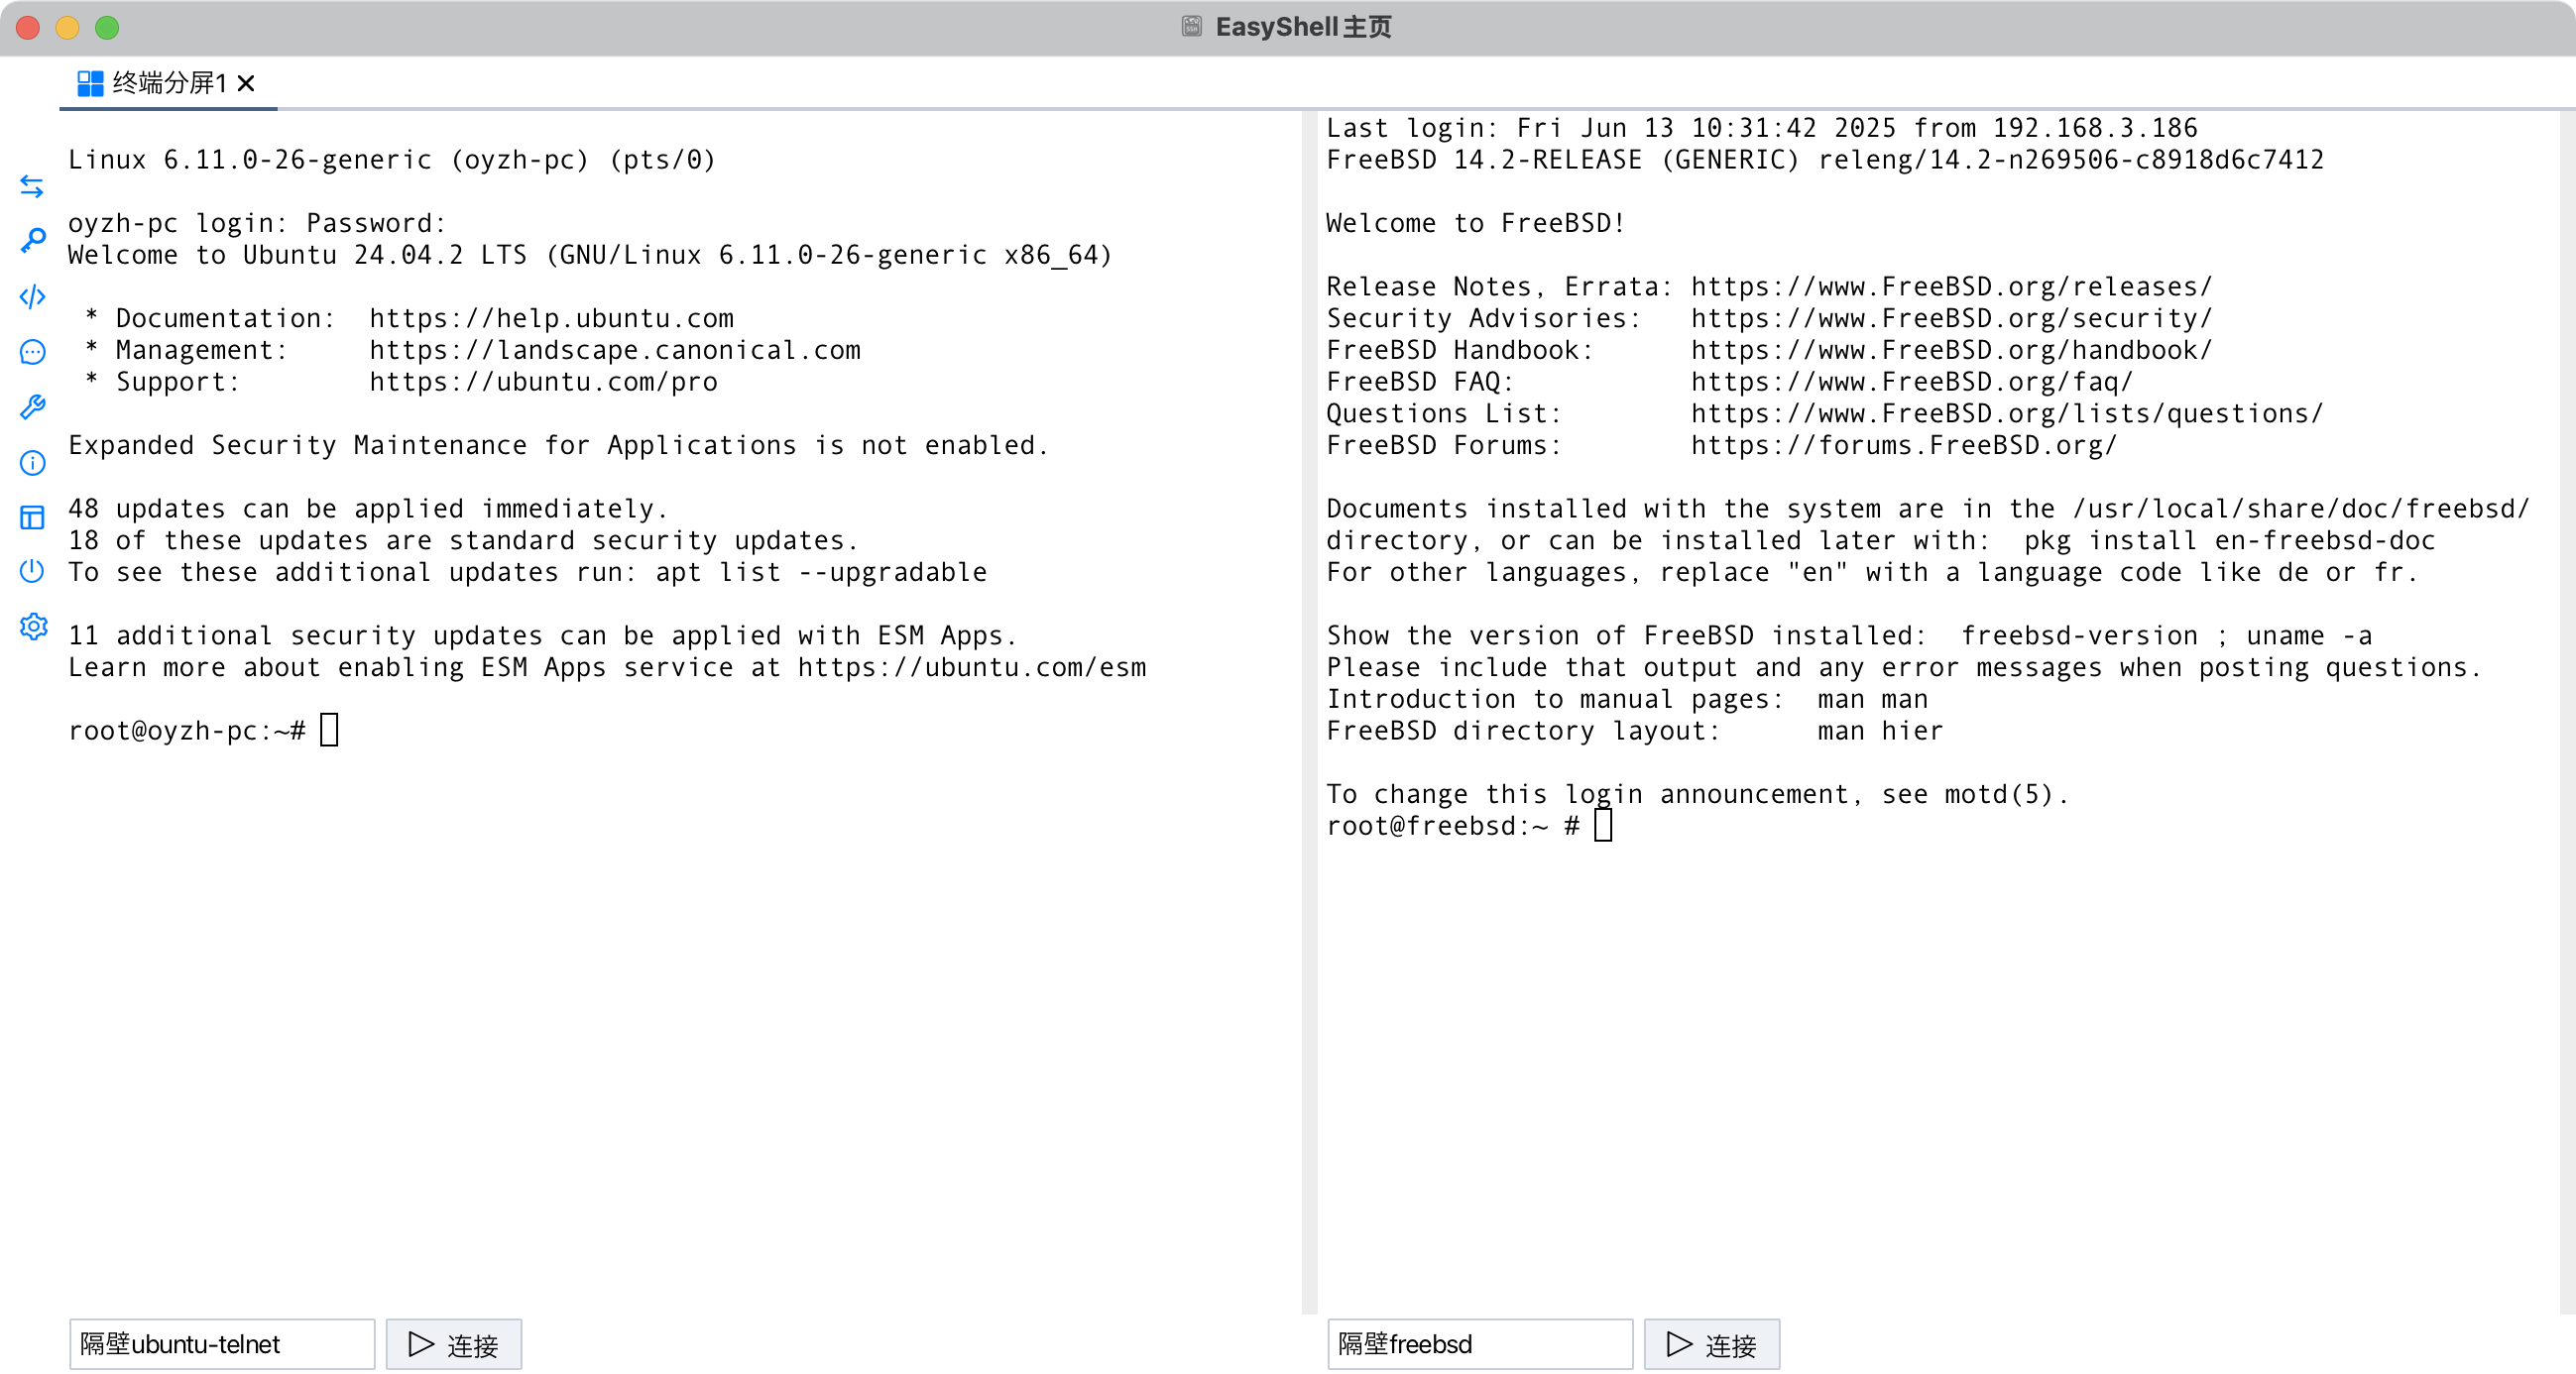 EasyShell主页
终端分屏1
Linux 6.11.0-26-generic (oyzh-pc) (pts/0)
oyzh-pc login: Password:
Welcome to Ubuntu 24.04.2 LTS (GNU/Linux 6.11.0-26-generic x86_64)
* Documentation:  https://help.ubuntu.com
* Management:     https://landscape.canonical.com
* Support:        https://ubuntu.com/pro
Expanded Security Maintenance for Applications is not enabled.
48 updates can be applied immediately.
18 of these updates are standard security updates.
To see these additional updates run: apt list --upgradable
11 additional security updates can be applied with ESM Apps.
Learn more about enabling ESM Apps service at https://ubuntu.com/esm
root@oyzh-pc:~#
隔壁ubuntu-telnet
连接
Last login: Fri Jun 13 10:31:42 2025 from 192.168.3.186
FreeBSD 14.2-RELEASE (GENERIC) releng/14.2-n269506-c8918d6c7412
Welcome to FreeBSD!
Release Notes, Errata: https://www.FreeBSD.org/releases/
Security Advisories:   https://www.FreeBSD.org/security/
FreeBSD Handbook:      https://www.FreeBSD.org/handbook/
FreeBSD FAQ:           https://www.FreeBSD.org/faq/
Questions List:        https://www.FreeBSD.org/lists/questions/
FreeBSD Forums:        https://forums.FreeBSD.org/
Documents installed with the system are in the /usr/local/share/doc/freebsd/
directory, or can be installed later with:  pkg install en-freebsd-doc
For other languages, replace "en" with a language code like de or fr.
Show the version of FreeBSD installed:  freebsd-version ; uname -a
Please include that output and any error messages when posting questions.
Introduction to manual pages:  man man
FreeBSD directory layout:      man hier
To change this login announcement, see motd(5).
root@freebsd:~ #
隔壁freebsd
连接